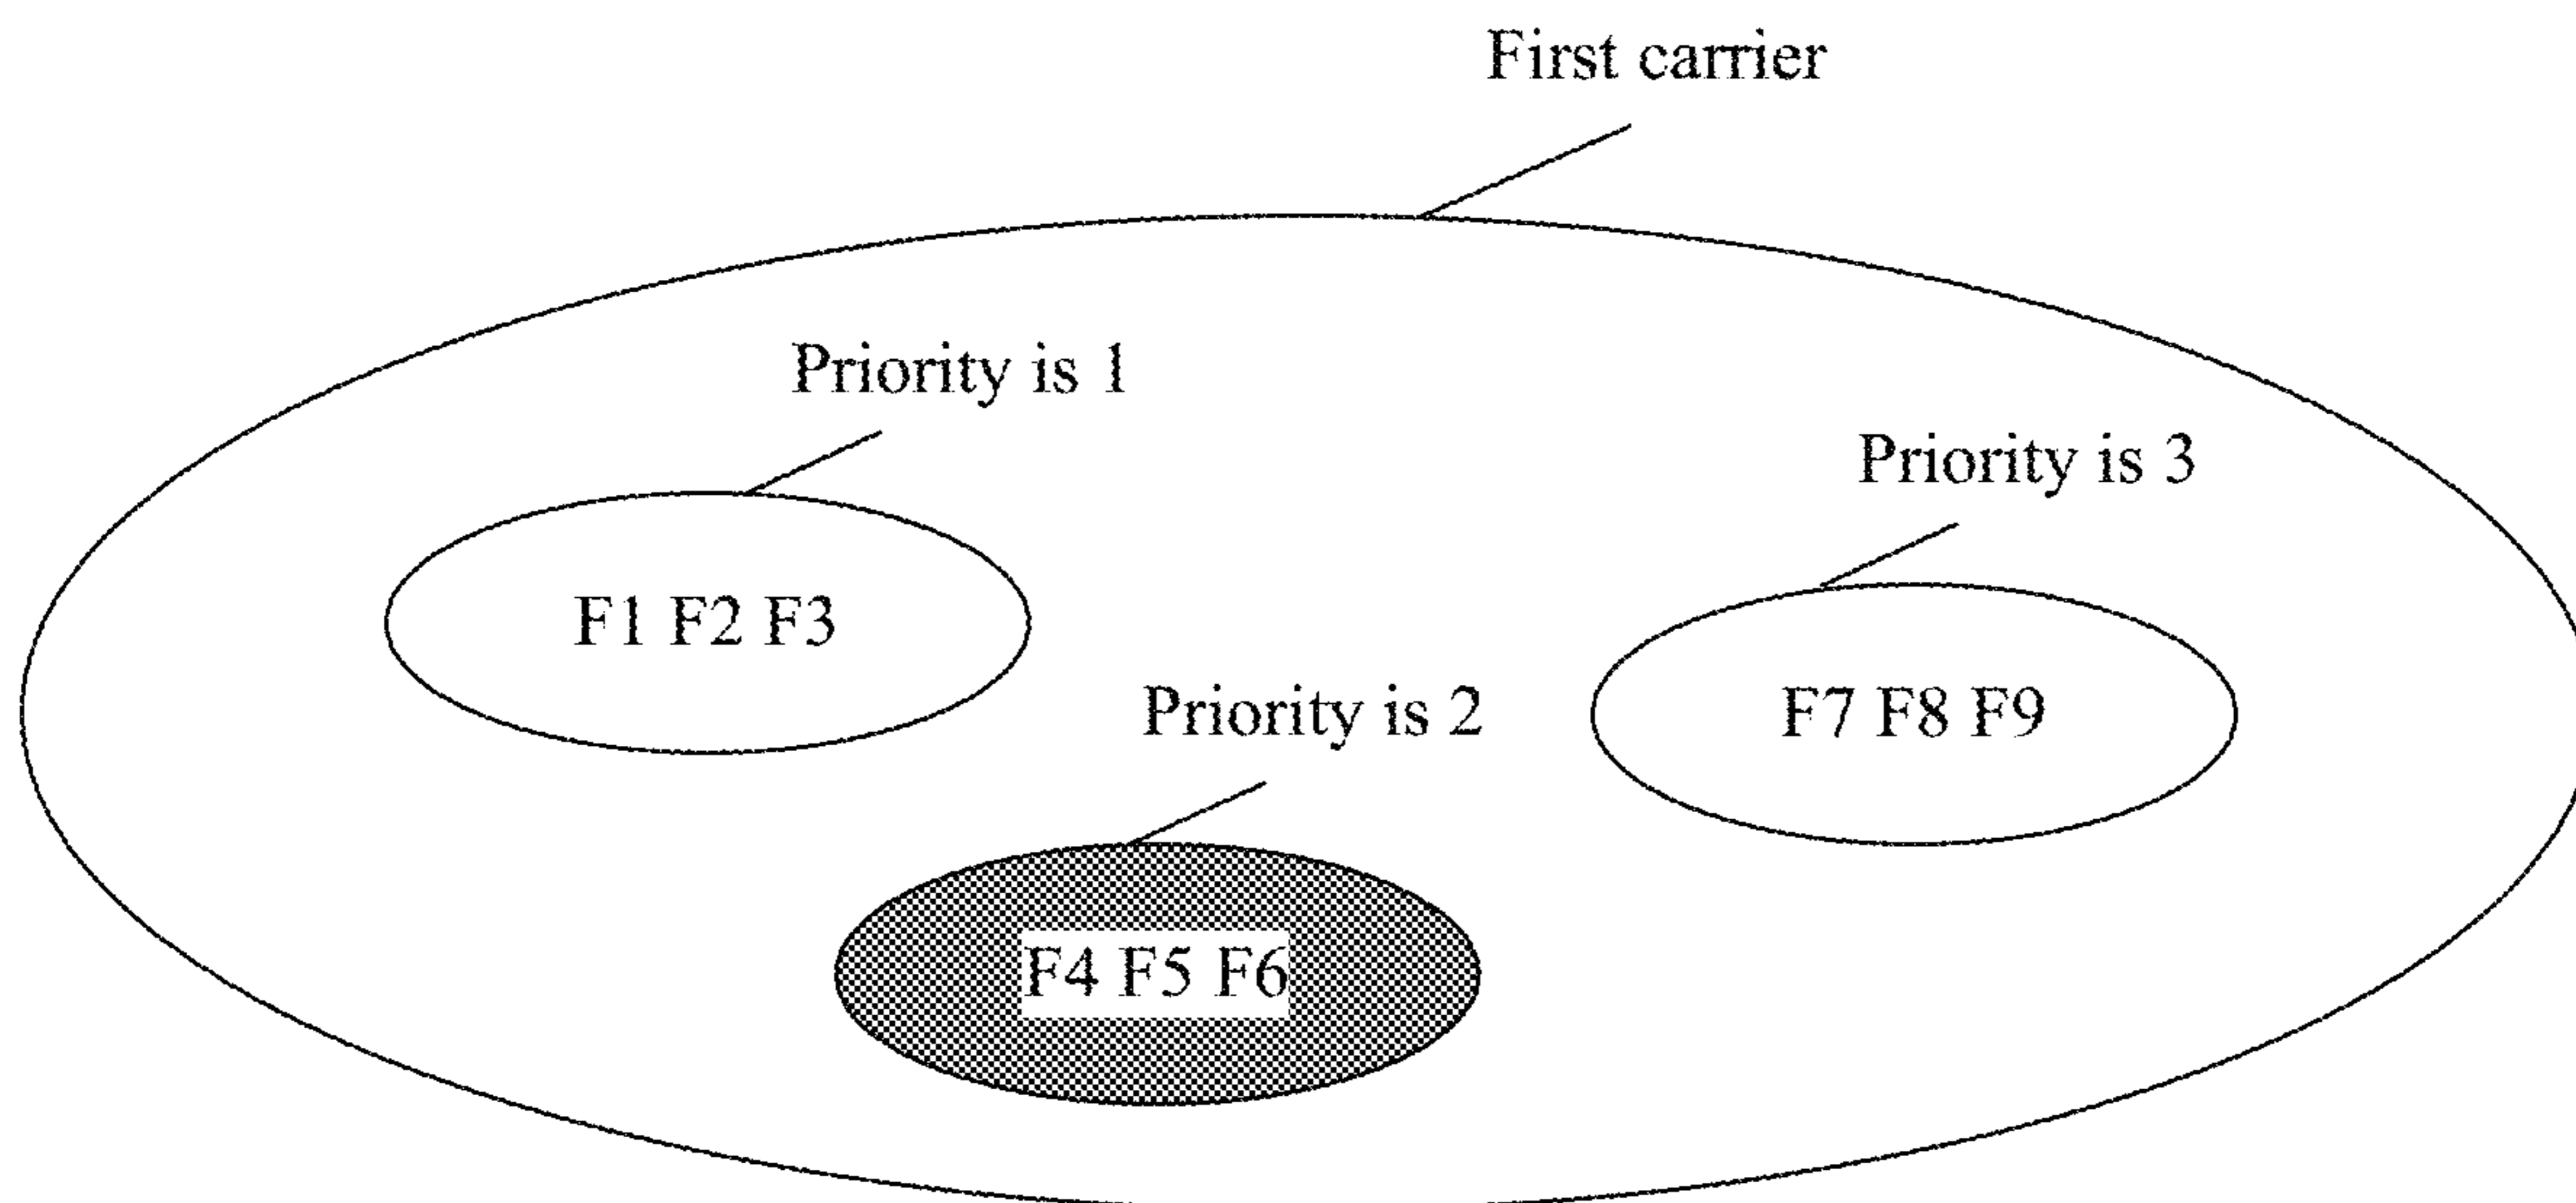 First carrier
Priority is 1
Priority is 3
F1 F2 F3
Priority is 2
F7 F8 F9
F4 F5 F6